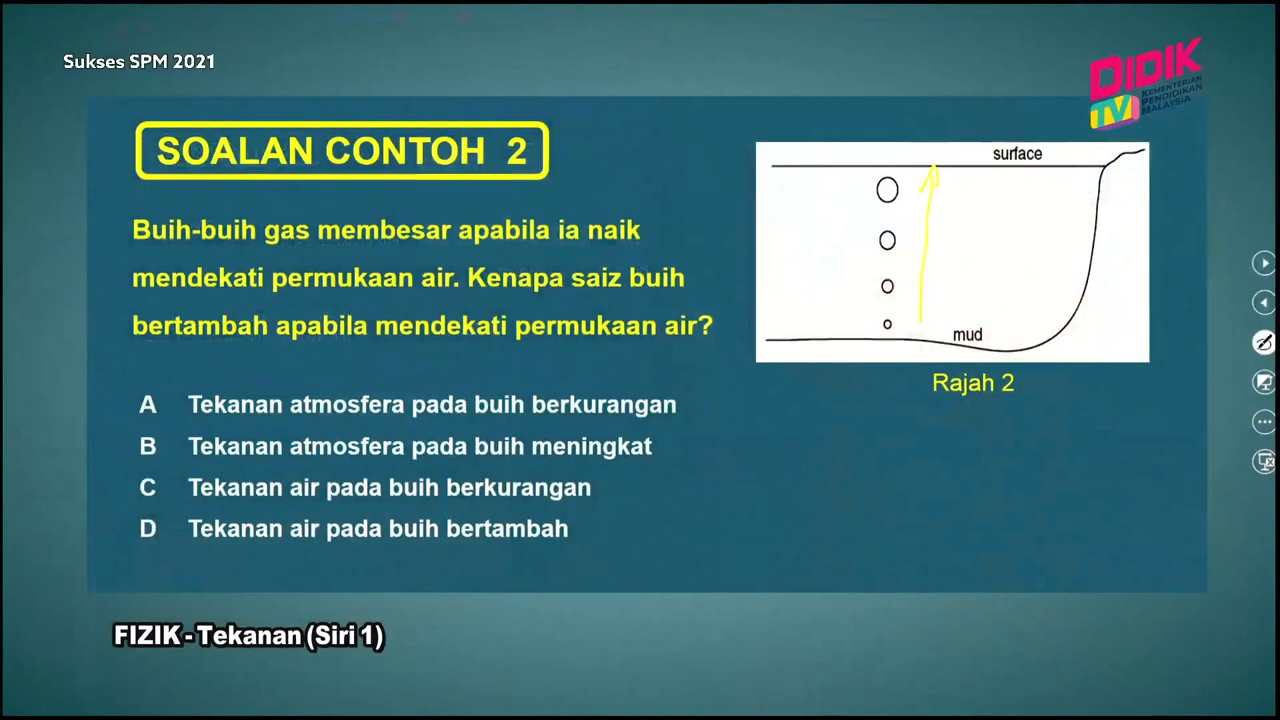 Sukses SPM 2021
DIDIK
TV
KEMENTERIAN
PENDIDIKAN
MALAYSIA
SOALAN CONTOH 2
Buih-buih gas membesar apabila ia naik
mendekati permukaan air. Kenapa saiz buih
bertambah apabila mendekati permukaan air?
surface
mud
Rajah 2
A Tekanan atmosfera pada buih berkurangan
B Tekanan atmosfera pada buih meningkat
C Tekanan air pada buih berkurangan
D Tekanan air pada buih bertambah
FIZIK - Tekanan (Siri 1)